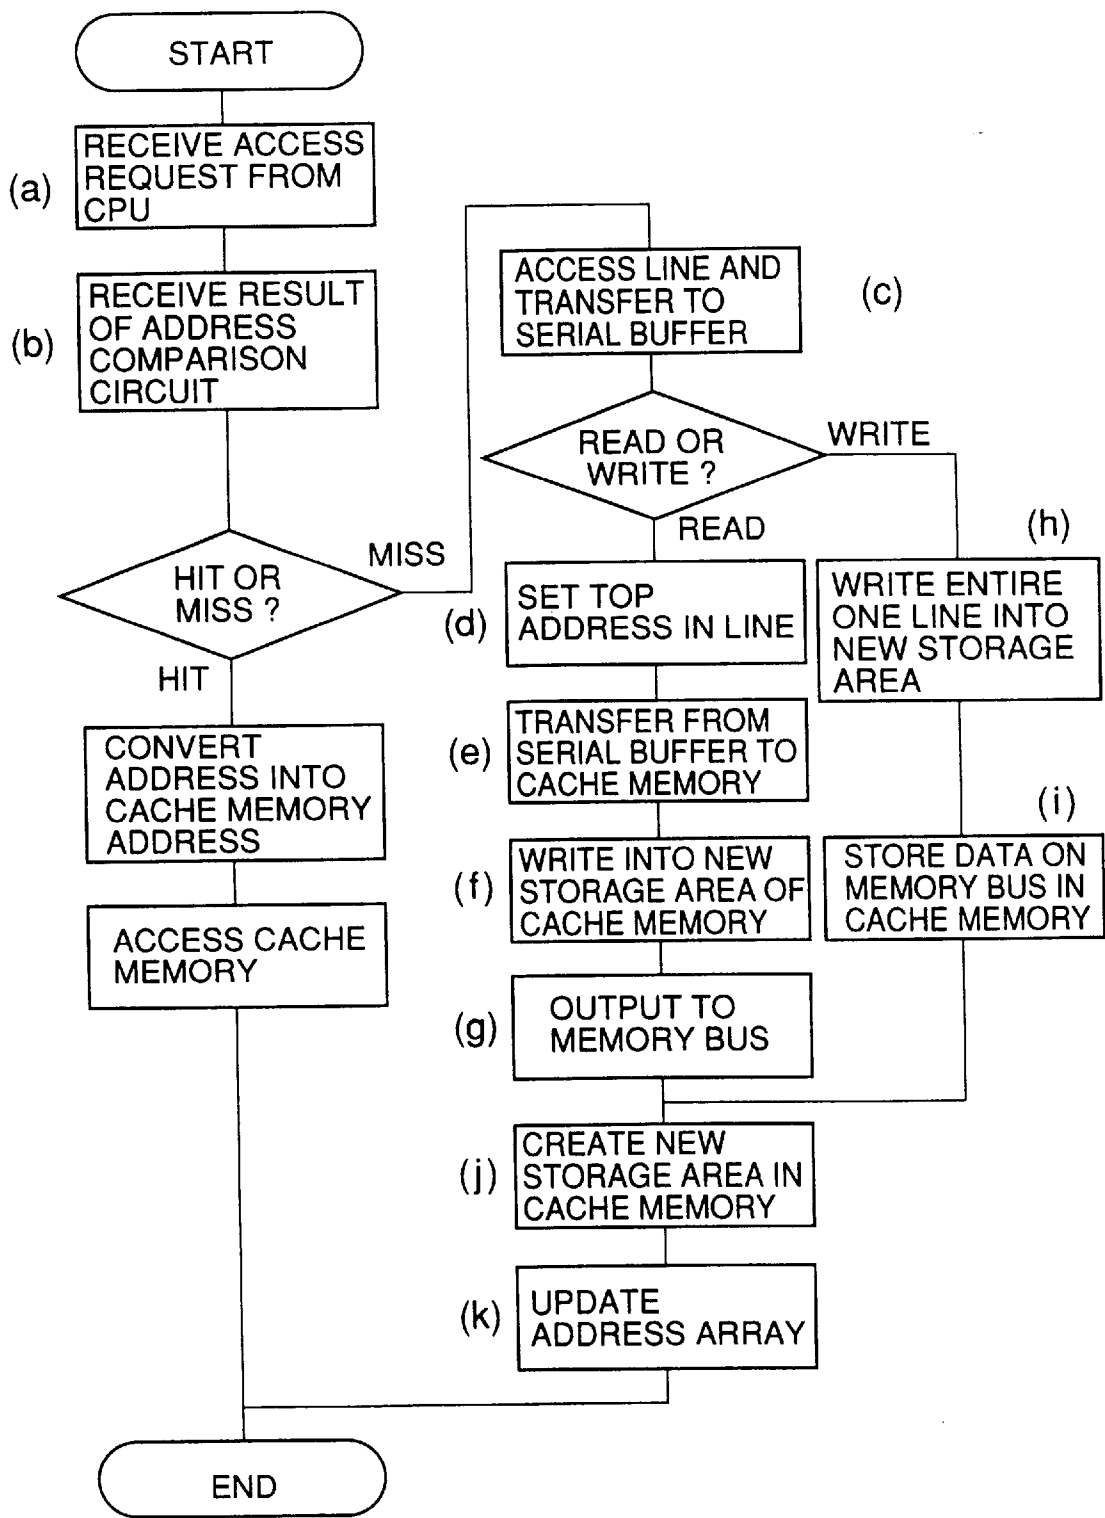 START
(a)
RECEIVE ACCESS
REQUEST FROM
CPU
(b)
RECEIVE RESULT
OF ADDRESS
COMPARISON
CIRCUIT
HIT OR
MISS ?
MISS
HIT
CONVERT
ADDRESS INTO
CACHE MEMORY
ADDRESS
ACCESS CACHE
MEMORY
ACCESS LINE AND
TRANSFER TO
SERIAL BUFFER
(c)
READ OR
WRITE ?
WRITE
READ
(d)
SET TOP
ADDRESS IN LINE
(e)
TRANSFER FROM
SERIAL BUFFER TO
CACHE MEMORY
(f)
WRITE INTO NEW
STORAGE AREA OF
CACHE MEMORY
(g)
OUTPUT TO
MEMORY BUS
(h)
WRITE ENTIRE
ONE LINE INTO
NEW STORAGE
AREA
(i)
STORE DATA ON
MEMORY BUS IN
CACHE MEMORY
(j)
CREATE NEW
STORAGE AREA IN
CACHE MEMORY
(k)
UPDATE
ADDRESS ARRAY
END